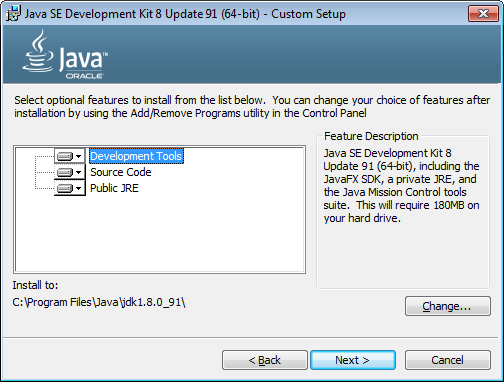 Java SE Development Kit 8 Update 91 (64-bit) - Custom Setup
Java™
ORACLE
Select optional features to install from the list below. You can change your choice of features after
installation by using the Add/Remove Programs utility in the Control Panel
Development Tools
Source Code
Public JRE
Feature Description
Java SE Development Kit 8
Update 91 (64-bit), including the
JavaFX SDK, a private JRE, and
the Java Mission Control tools
suite. This will require 180MB on
your hard drive.
Install to:
C:\Program Files\Java\jdk1.8.0_91\
Change...
< Back
Next >
Cancel